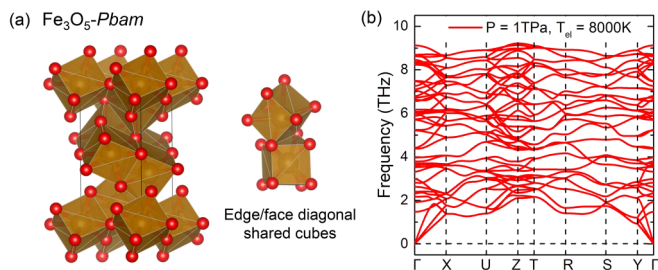 (a) Fe₃O₅-Pbam
Edge/face diagonal
shared cubes
(b)
P = 1TPa, Tₑₗ = 8000K
Frequency (THz)
10
8
6
4
2
0
Γ X U Z T R S Y Γ